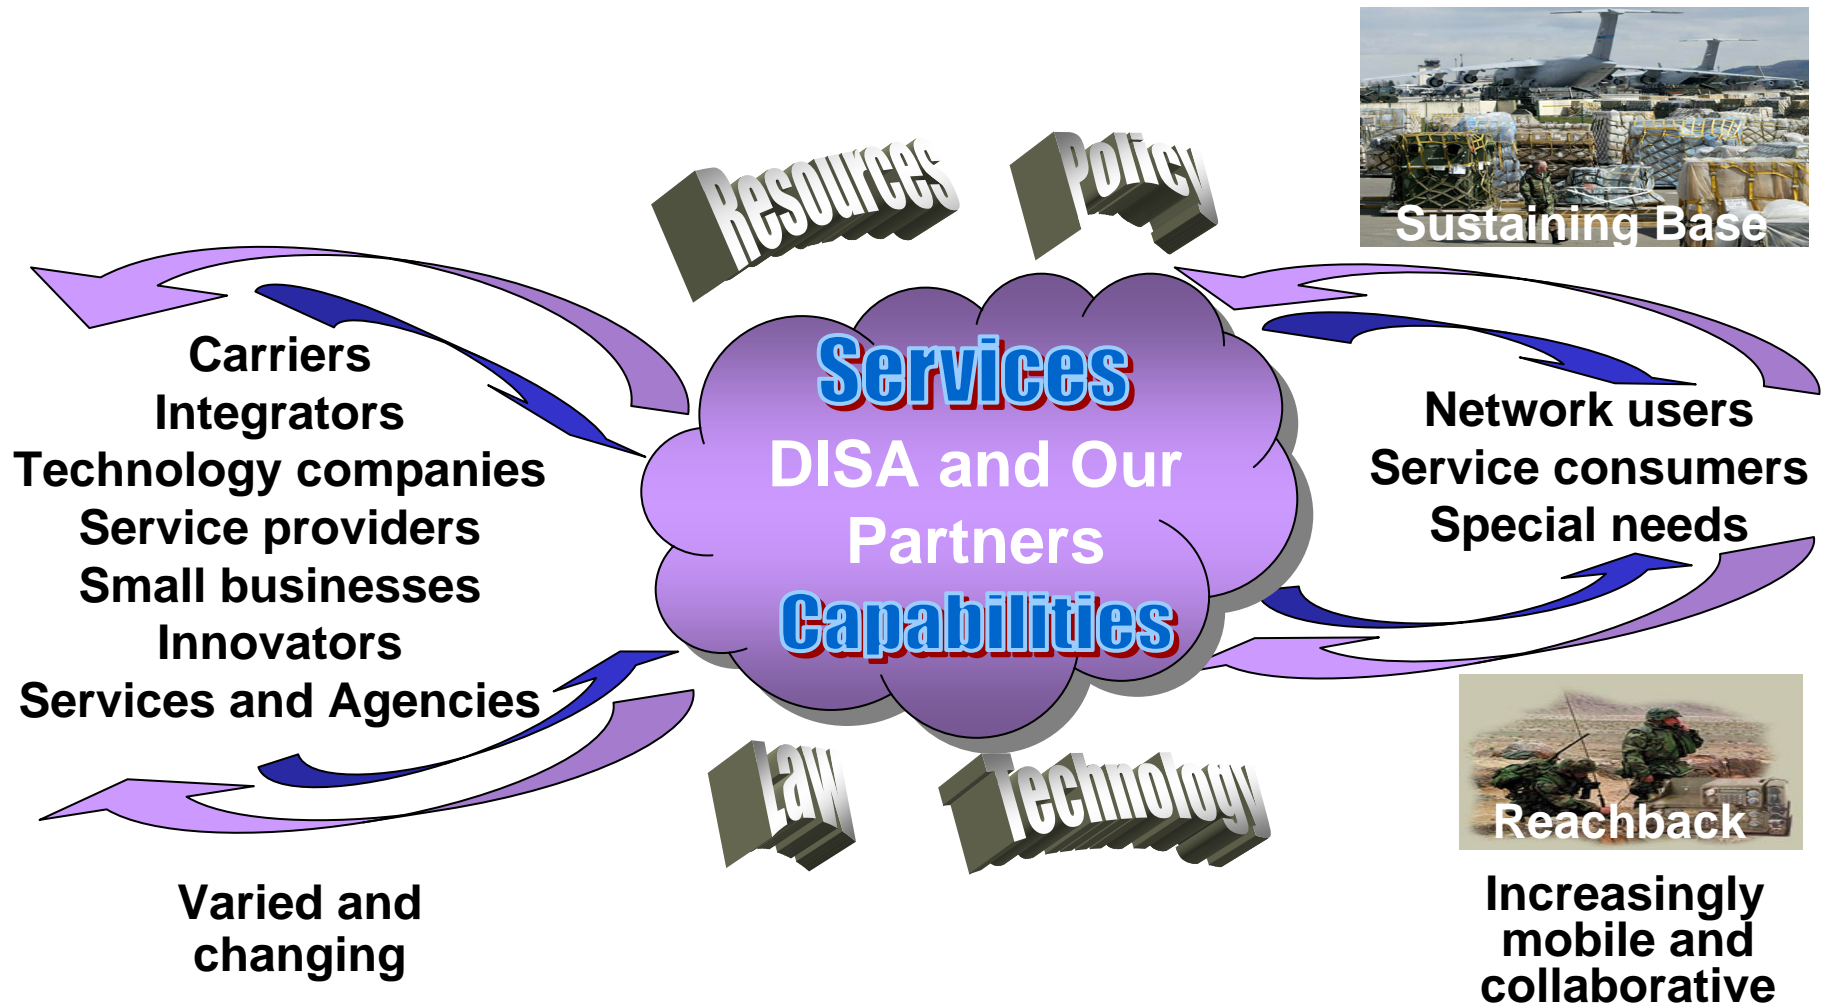 Resources
Policy
Sustaining Base
Carriers
Integrators
Technology companies
Service providers
Small businesses
Innovators
Services and Agencies
Services
DISA and Our
Partners
Capabilities
Network users
Service consumers
Special needs
Law
Technology
Reachback
Varied and
changing
Increasingly
mobile and
collaborative